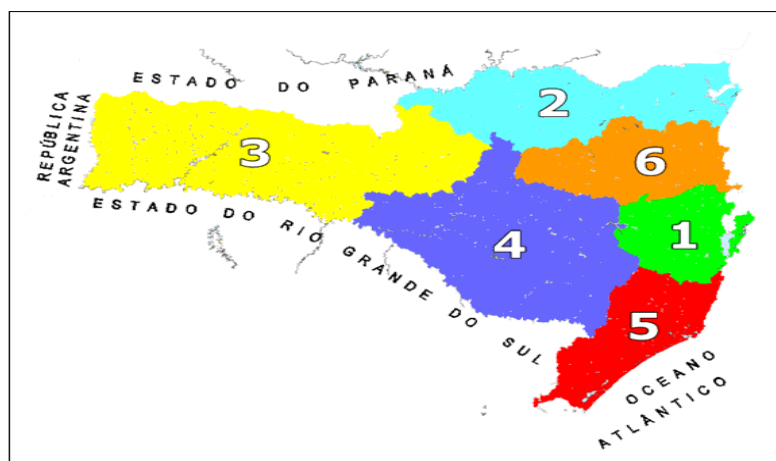 ESTADO DO PARANÁ
REPÚBLICA
ARGENTINA
2
3
6
ESTADO DO RIO GRANDE DO SUL
4
1
5
OCEANO
ATLÂNTICO